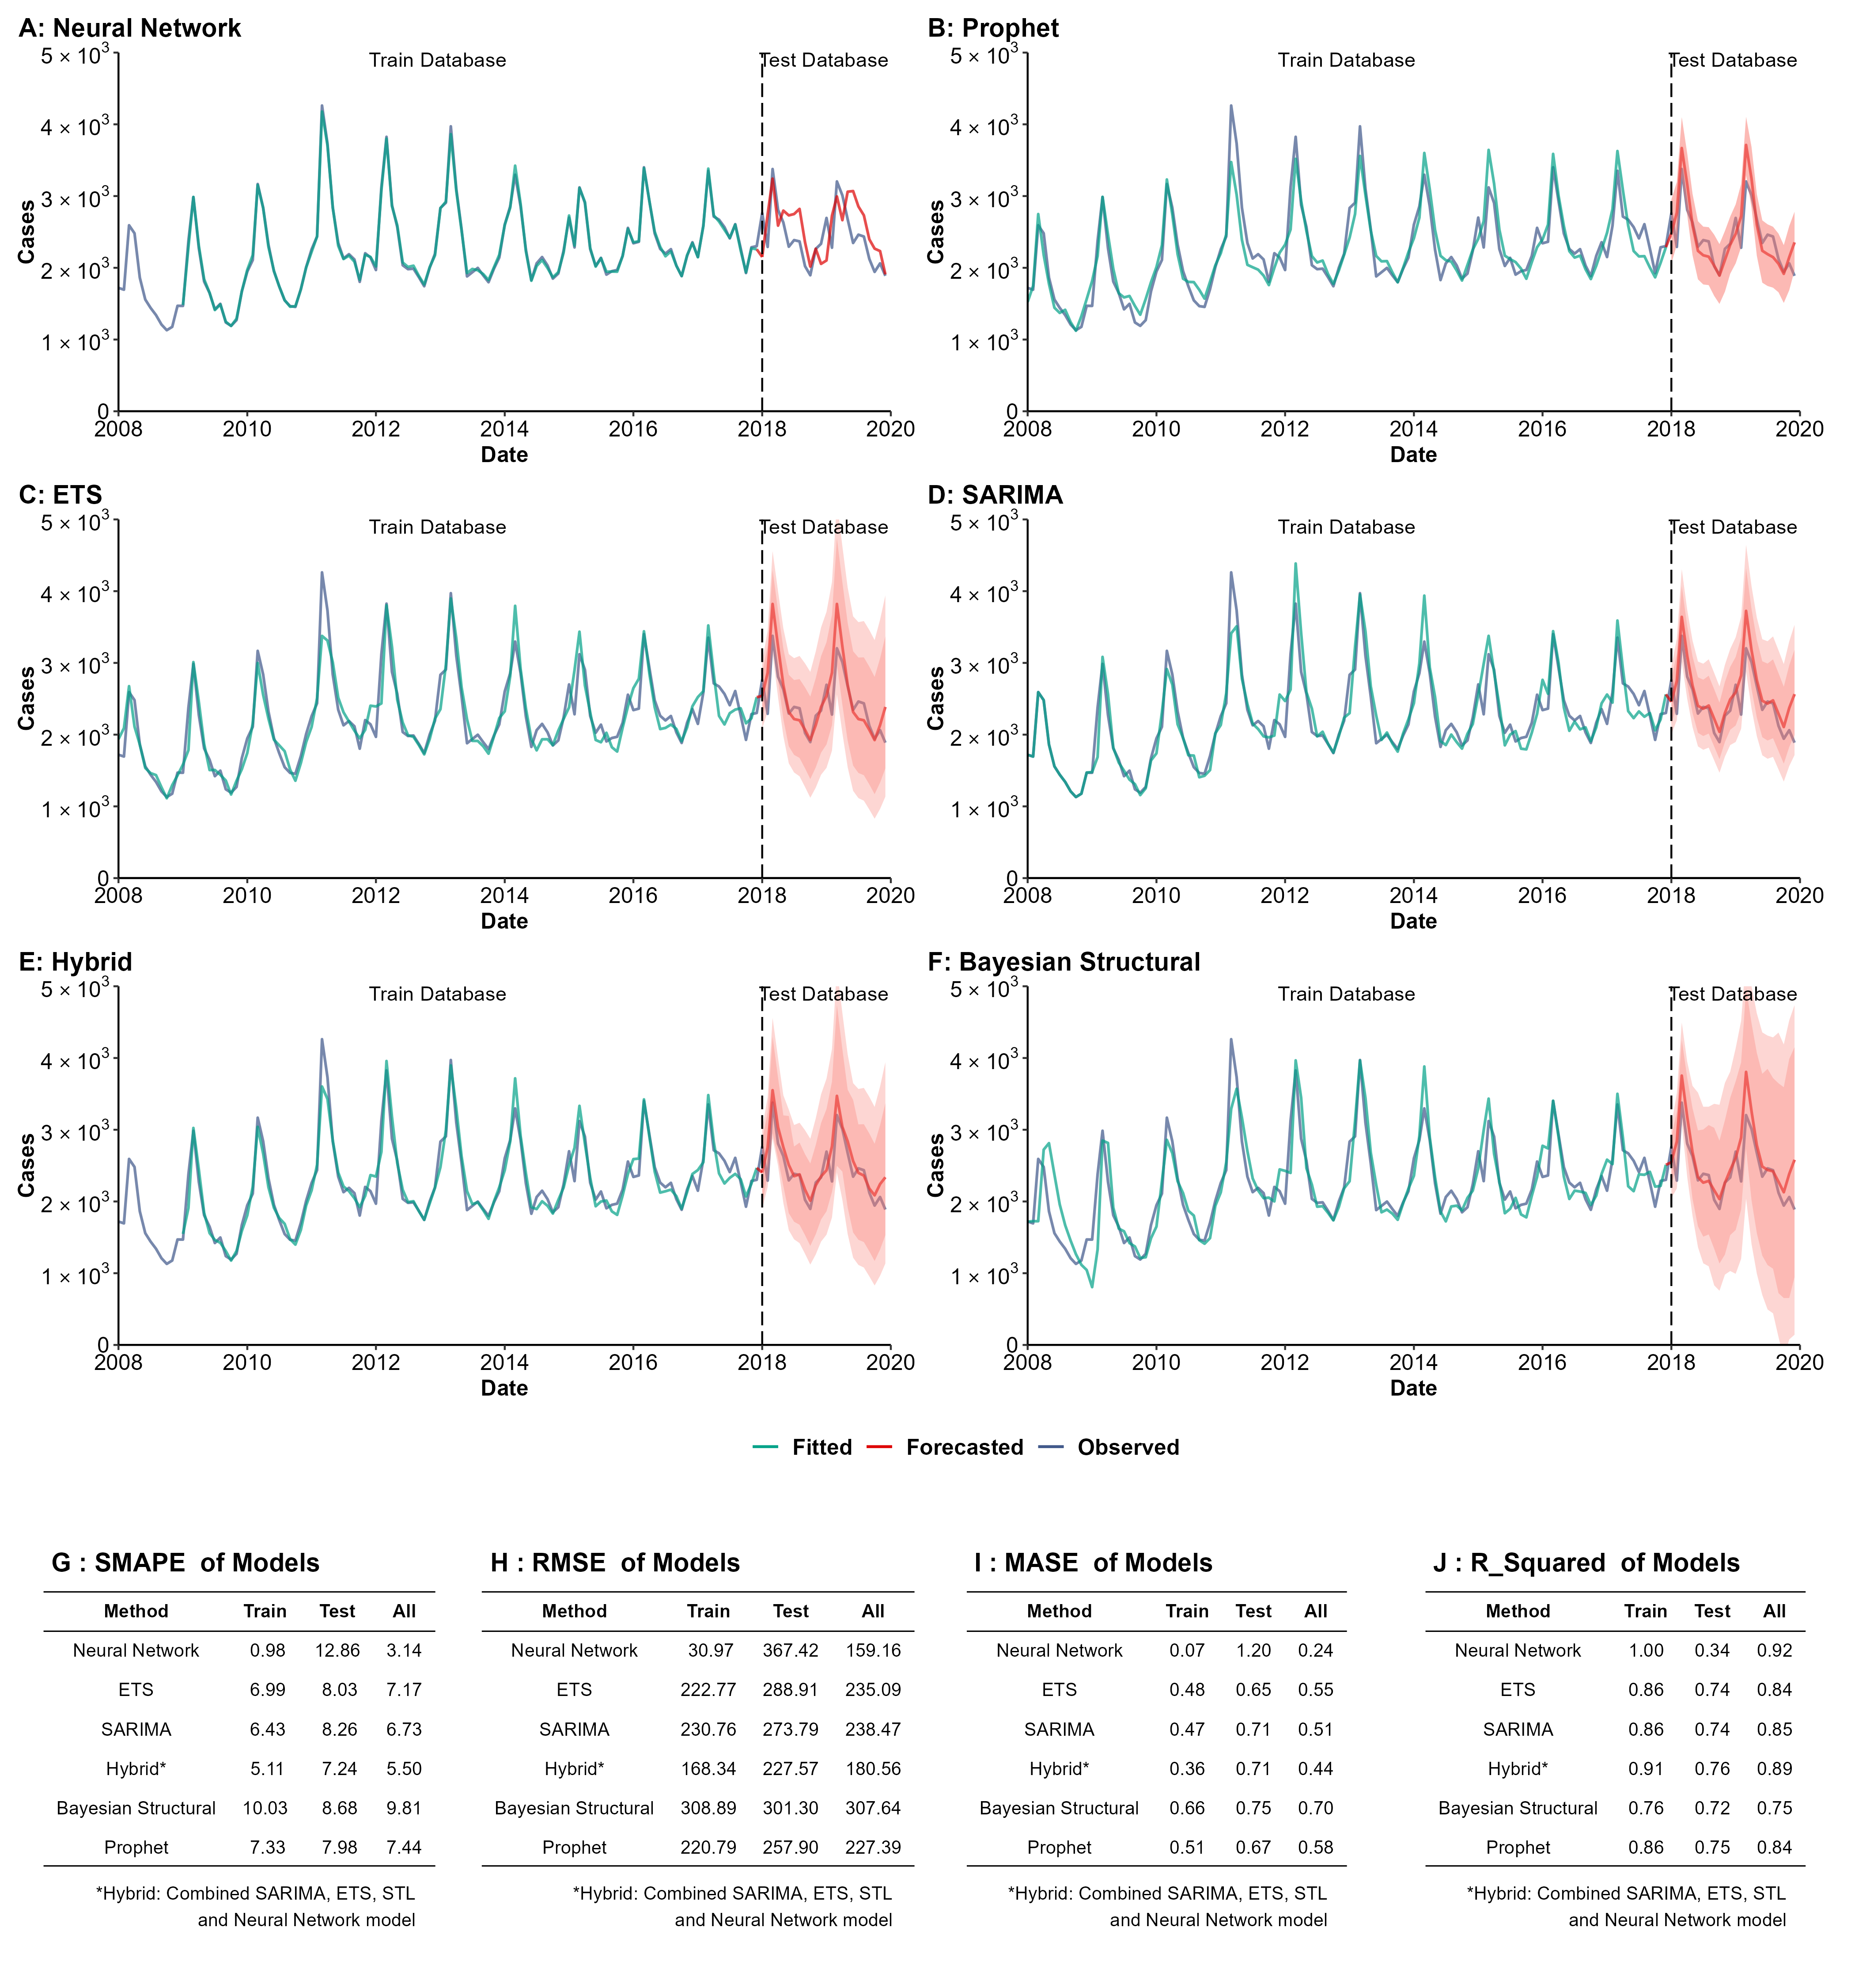 A: Neural Network
Train Database
Test Database
5 × 10³
4 × 10³
3 × 10³
2 × 10³
1 × 10³
0
Cases
2008 2010 2012 2014 2016 2018 2020
Date
B: Prophet
Train Database
Test Database
5 × 10³
4 × 10³
3 × 10³
2 × 10³
1 × 10³
0
Cases
2008 2010 2012 2014 2016 2018 2020
Date
C: ETS
Train Database
Test Database
5 × 10³
4 × 10³
3 × 10³
2 × 10³
1 × 10³
0
Cases
2008 2010 2012 2014 2016 2018 2020
Date
D: SARIMA
Train Database
Test Database
5 × 10³
4 × 10³
3 × 10³
2 × 10³
1 × 10³
0
Cases
2008 2010 2012 2014 2016 2018 2020
Date
E: Hybrid
Train Database
Test Database
5 × 10³
4 × 10³
3 × 10³
2 × 10³
1 × 10³
0
Cases
2008 2010 2012 2014 2016 2018 2020
Date
F: Bayesian Structural
Train Database
Test Database
5 × 10³
4 × 10³
3 × 10³
2 × 10³
1 × 10³
0
Cases
2008 2010 2012 2014 2016 2018 2020
Date
Fitted Forecasted Observed
G : SMAPE of Models
Method Train Test All
Neural Network 0.98 12.86 3.14
ETS 6.99 8.03 7.17
SARIMA 6.43 8.26 6.73
Hybrid* 5.11 7.24 5.50
Bayesian Structural 10.03 8.68 9.81
Prophet 7.33 7.98 7.44
*Hybrid: Combined SARIMA, ETS, STL
and Neural Network model
H : RMSE of Models
Method Train Test All
Neural Network 30.97 367.42 159.16
ETS 222.77 288.91 235.09
SARIMA 230.76 273.79 238.47
Hybrid* 168.34 227.57 180.56
Bayesian Structural 308.89 301.30 307.64
Prophet 220.79 257.90 227.39
*Hybrid: Combined SARIMA, ETS, STL
and Neural Network model
I : MASE of Models
Method Train Test All
Neural Network 0.07 1.20 0.24
ETS 0.48 0.65 0.55
SARIMA 0.47 0.71 0.51
Hybrid* 0.36 0.71 0.44
Bayesian Structural 0.66 0.75 0.70
Prophet 0.51 0.67 0.58
*Hybrid: Combined SARIMA, ETS, STL
and Neural Network model
J : R_Squared of Models
Method Train Test All
Neural Network 1.00 0.34 0.92
ETS 0.86 0.74 0.84
SARIMA 0.86 0.74 0.85
Hybrid* 0.91 0.76 0.89
Bayesian Structural 0.76 0.72 0.75
Prophet 0.86 0.75 0.84
*Hybrid: Combined SARIMA, ETS, STL
and Neural Network model